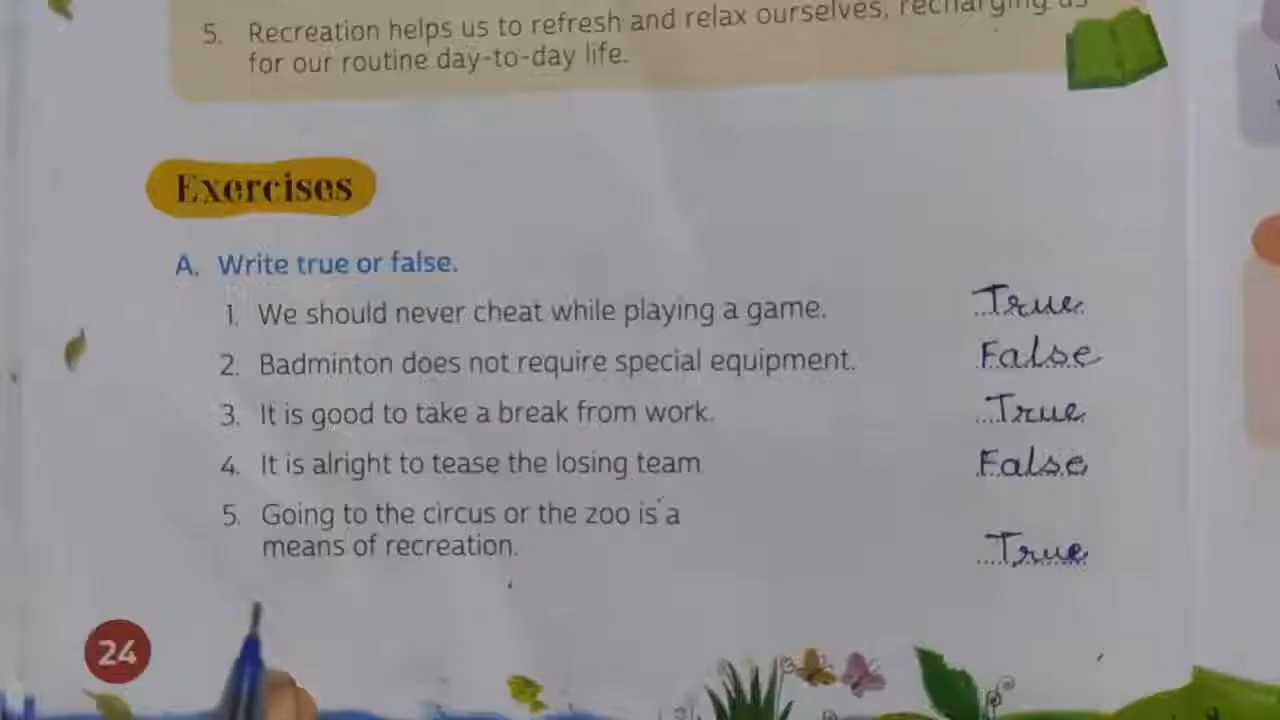 5. Recreation helps us to refresh and relax ourselves, recharging us
for our routine day-to-day life.
Exercises
A. Write true or false.
1. We should never cheat while playing a game. True
2. Badminton does not require special equipment. False
3. It is good to take a break from work. True
4. It is alright to tease the losing team False
5. Going to the circus or the zoo is a
means of recreation. True
24